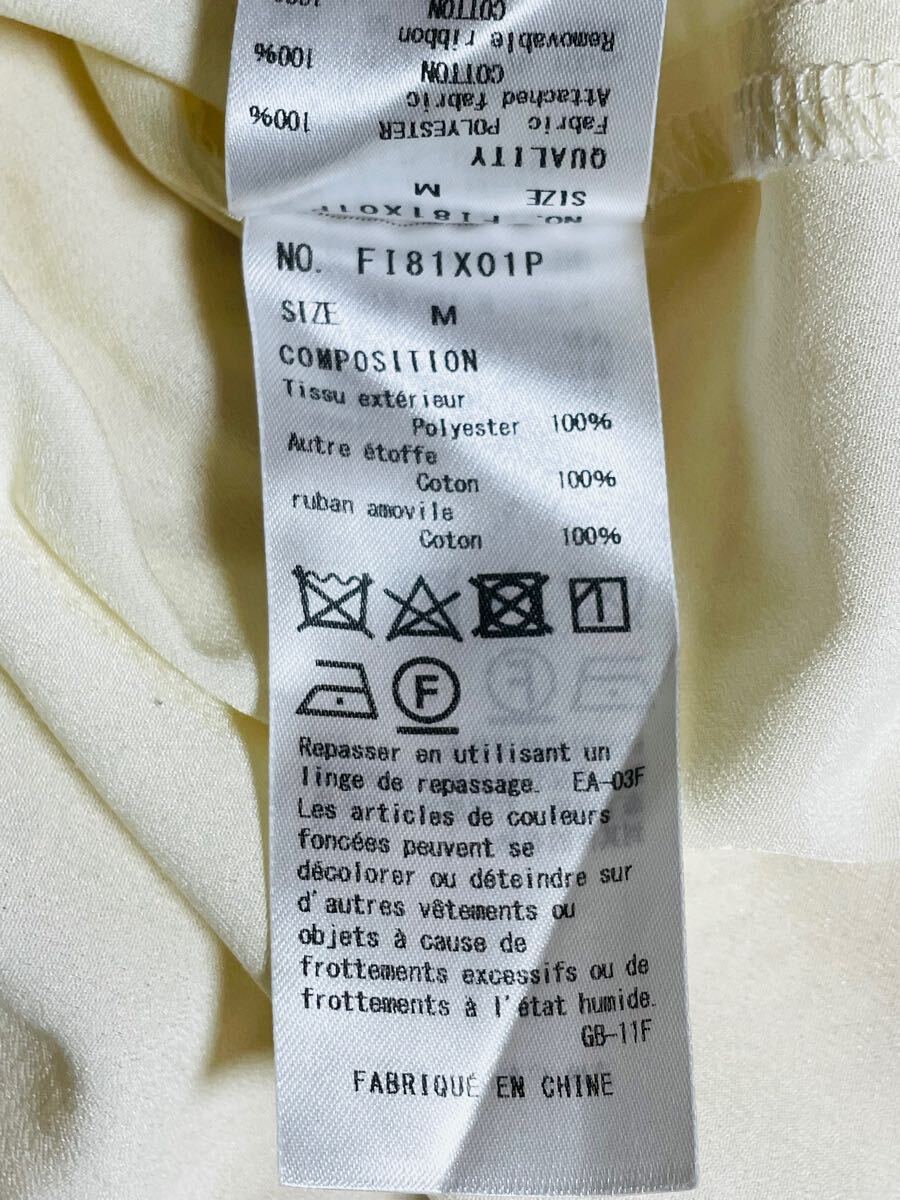 100%
COTTON
Removable ribbon
100%
COTTON
Attached fabric
100%
Fabric POLYESTER
QUALITY
SIZE M
NO. FI81X01P
NO. FI81X01P
SIZE M
COMPOSITION
Tissu extérieur
Polyester 100%
Autre étoffe
Coton 100%
ruban amovile
Coton 100%
F
Repasser en utilisant un
linge de repassage. EA-03F
Les articles de couleurs
foncées peuvent se
décolorer ou déteindre sur
d'autres vêtements ou
objets à cause de
frottements excessifs ou de
frottements à l'état humide.
GB-11F
FABRIQUÉ EN CHINE